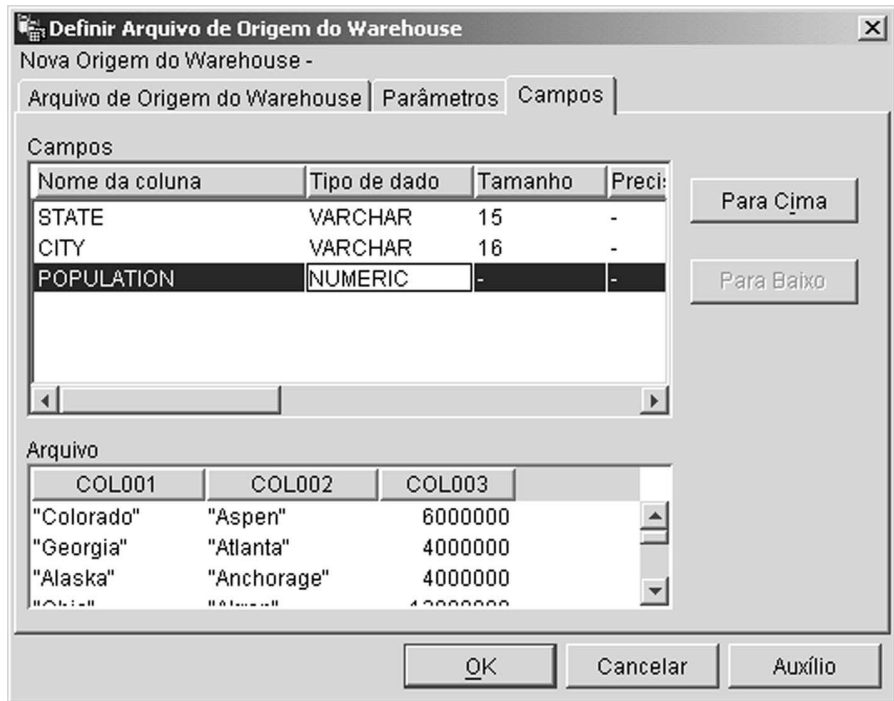 Definir Arquivo de Origem do Warehouse
Nova Origem do Warehouse -
Arquivo de Origem do Warehouse Parâmetros Campos
Campos
Nome da coluna Tipo de dado Tamanho Precis
STATE VARCHAR 15 -
CITY VARCHAR 16 -
POPULATION NUMERIC - -
Para Cima
Para Baixo
Arquivo
COL001 COL002 COL003
"Colorado" "Aspen" 6000000
"Georgia" "Atlanta" 4000000
"Alaska" "Anchorage" 4000000
OK Cancelar Auxílio